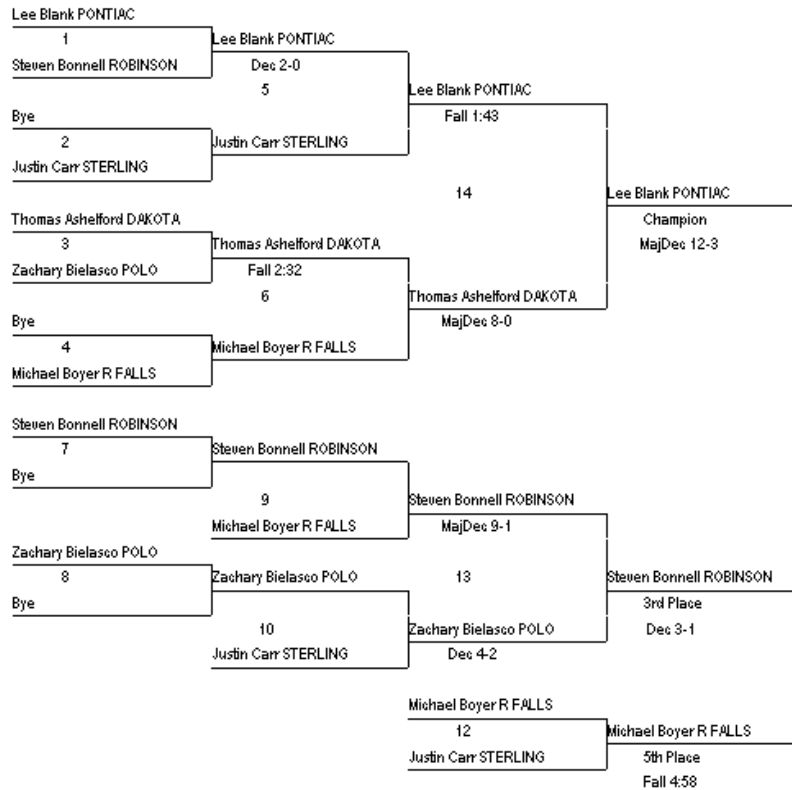 Lee Blank PONTIAC
1
Lee Blank PONTIAC
Steven Bonnell ROBINSON
Dec 2-0
5
Lee Blank PONTIAC
Bye
Fall 1:43
2
Justin Carr STERLING
Justin Carr STERLING
14
Lee Blank PONTIAC
Thomas Ashelford DAKOTA
Champion
3
Thomas Ashelford DAKOTA
MajDec 12-3
Zachary Bielasco POLO
Fall 2:32
6
Thomas Ashelford DAKOTA
Bye
MajDec 8-0
4
Michael Boyer R FALLS
Michael Boyer R FALLS
Steven Bonnell ROBINSON
7
Steven Bonnell ROBINSON
Bye
9
Steven Bonnell ROBINSON
Michael Boyer R FALLS
MajDec 9-1
Zachary Bielasco POLO
8
Zachary Bielasco POLO
13
Steven Bonnell ROBINSON
Bye
3rd Place
10
Zachary Bielasco POLO
Dec 3-1
Justin Carr STERLING
Dec 4-2
Michael Boyer R FALLS
12
Michael Boyer R FALLS
Justin Carr STERLING
5th Place
Fall 4:58